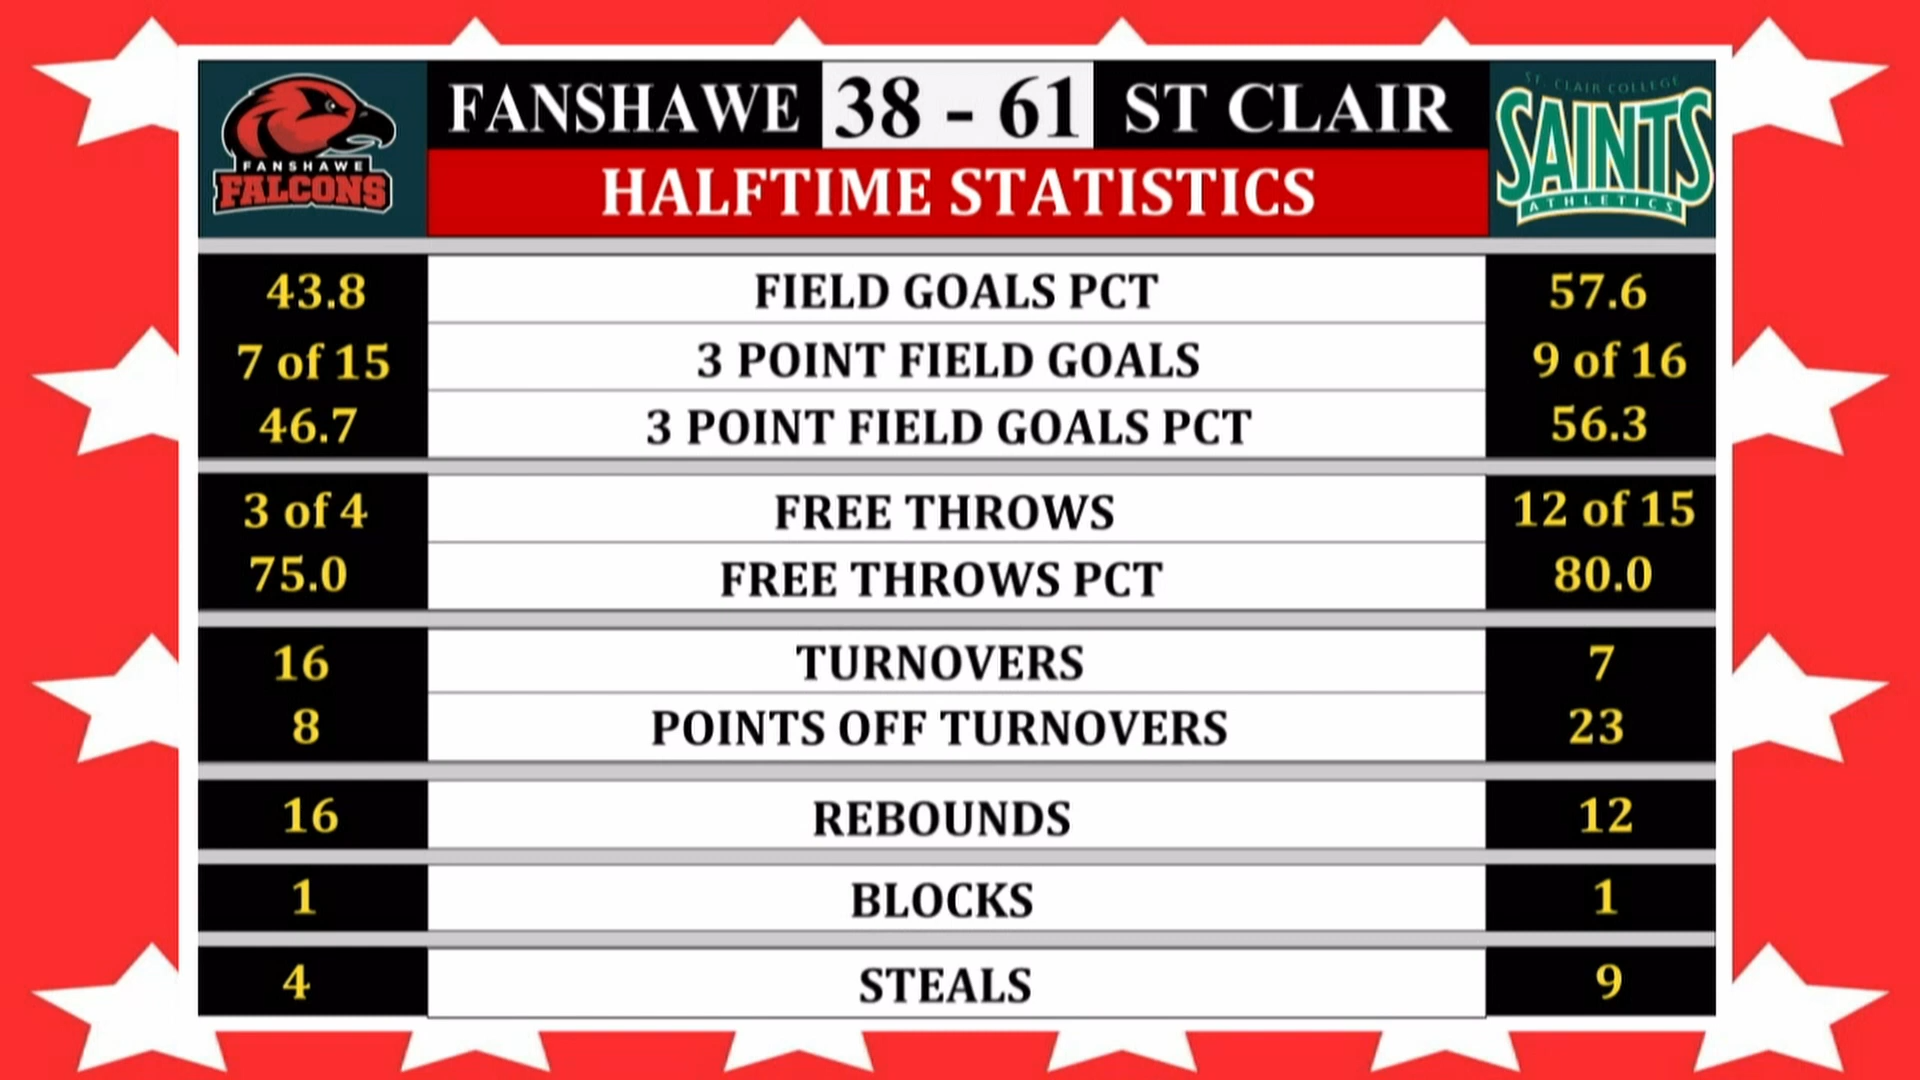 FANSHAWE 38 - 61 ST CLAIR
FANSHAWE
FALCONS
HALFTIME STATISTICS
ST. CLAIR COLLEGE
SAINTS
ATHLETICS
43.8 FIELD GOALS PCT 57.6
7 of 15 3 POINT FIELD GOALS 9 of 16
46.7 3 POINT FIELD GOALS PCT 56.3
3 of 4 FREE THROWS 12 of 15
75.0 FREE THROWS PCT 80.0
16 TURNOVERS 7
8 POINTS OFF TURNOVERS 23
16 REBOUNDS 12
1 BLOCKS 1
4 STEALS 9